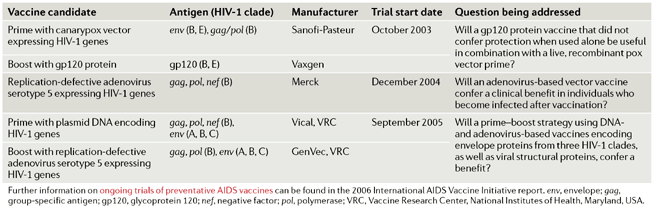 Vaccine candidate Antigen (HIV-1 clade) Manufacturer Trial start date Question being addressed
Prime with canarypox vector env (B, E), gag/pol (B) Sanofi-Pasteur October 2003 Will a gp120 protein vaccine that did not
expressing HIV-1 genes confer protection when used alone be useful
in combination with a live, recombinant pox
Boost with gp120 protein gp120 (B, E) Vaxgen vector prime?
Replication-defective adenovirus gag, pol, nef (B) Merck December 2004 Will an adenovirus-based vector vaccine
serotype 5 expressing HIV-1 genes confer a clinical benefit in individuals who
become infected after vaccination?
Prime with plasmid DNA encoding gag, pol, nef (B), Vical, VRC September 2005 Will a prime–boost strategy using DNA-
HIV-1 genes env (A, B, C) and adenovirus-based vaccines encoding
envelope proteins from three HIV-1 clades,
Boost with replication-defective gag, pol (B), env (A, B, C) GenVec, VRC as well as viral structural proteins, confer a
adenovirus serotype 5 expressing benefit?
HIV-1 genes
Further information on ongoing trials of preventative AIDS vaccines can be found in the 2006 International AIDS Vaccine Initiative report. env, envelope; gag,
group-specific antigen; gp120, glycoprotein 120; nef, negative factor; pol, polymerase; VRC, Vaccine Research Center, National Institutes of Health, Maryland, USA.